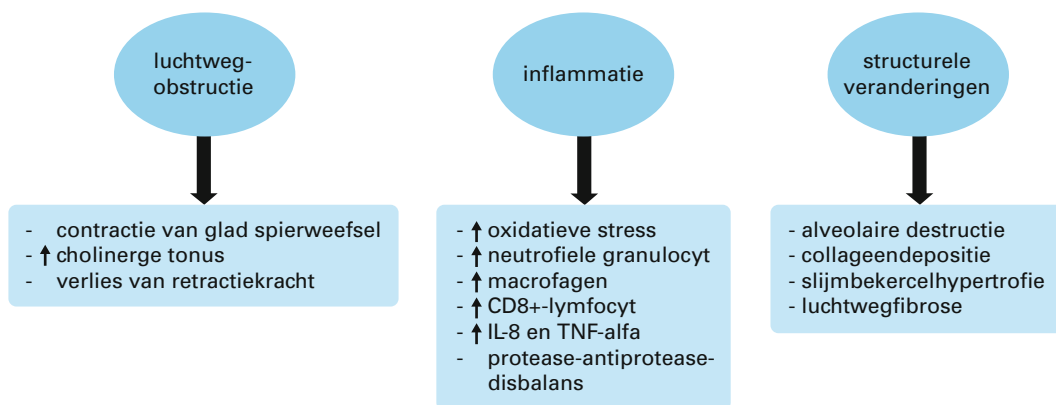 luchtweg-
obstructie
inflammatie
structurele
veranderingen
- contractie van glad spierweefsel
- ↑ cholinerge tonus
- verlies van retractiekracht
- ↑ oxidatieve stress
- ↑ neutrofiele granulocyt
- ↑ macrofagen
- ↑ CD8+-lymfocyt
- ↑ IL-8 en TNF-alfa
- protease-antiprotease-
disbalans
- alveolaire destructie
- collageendepositie
- slijmbekercelhypertrofie
- luchtwegfibrose